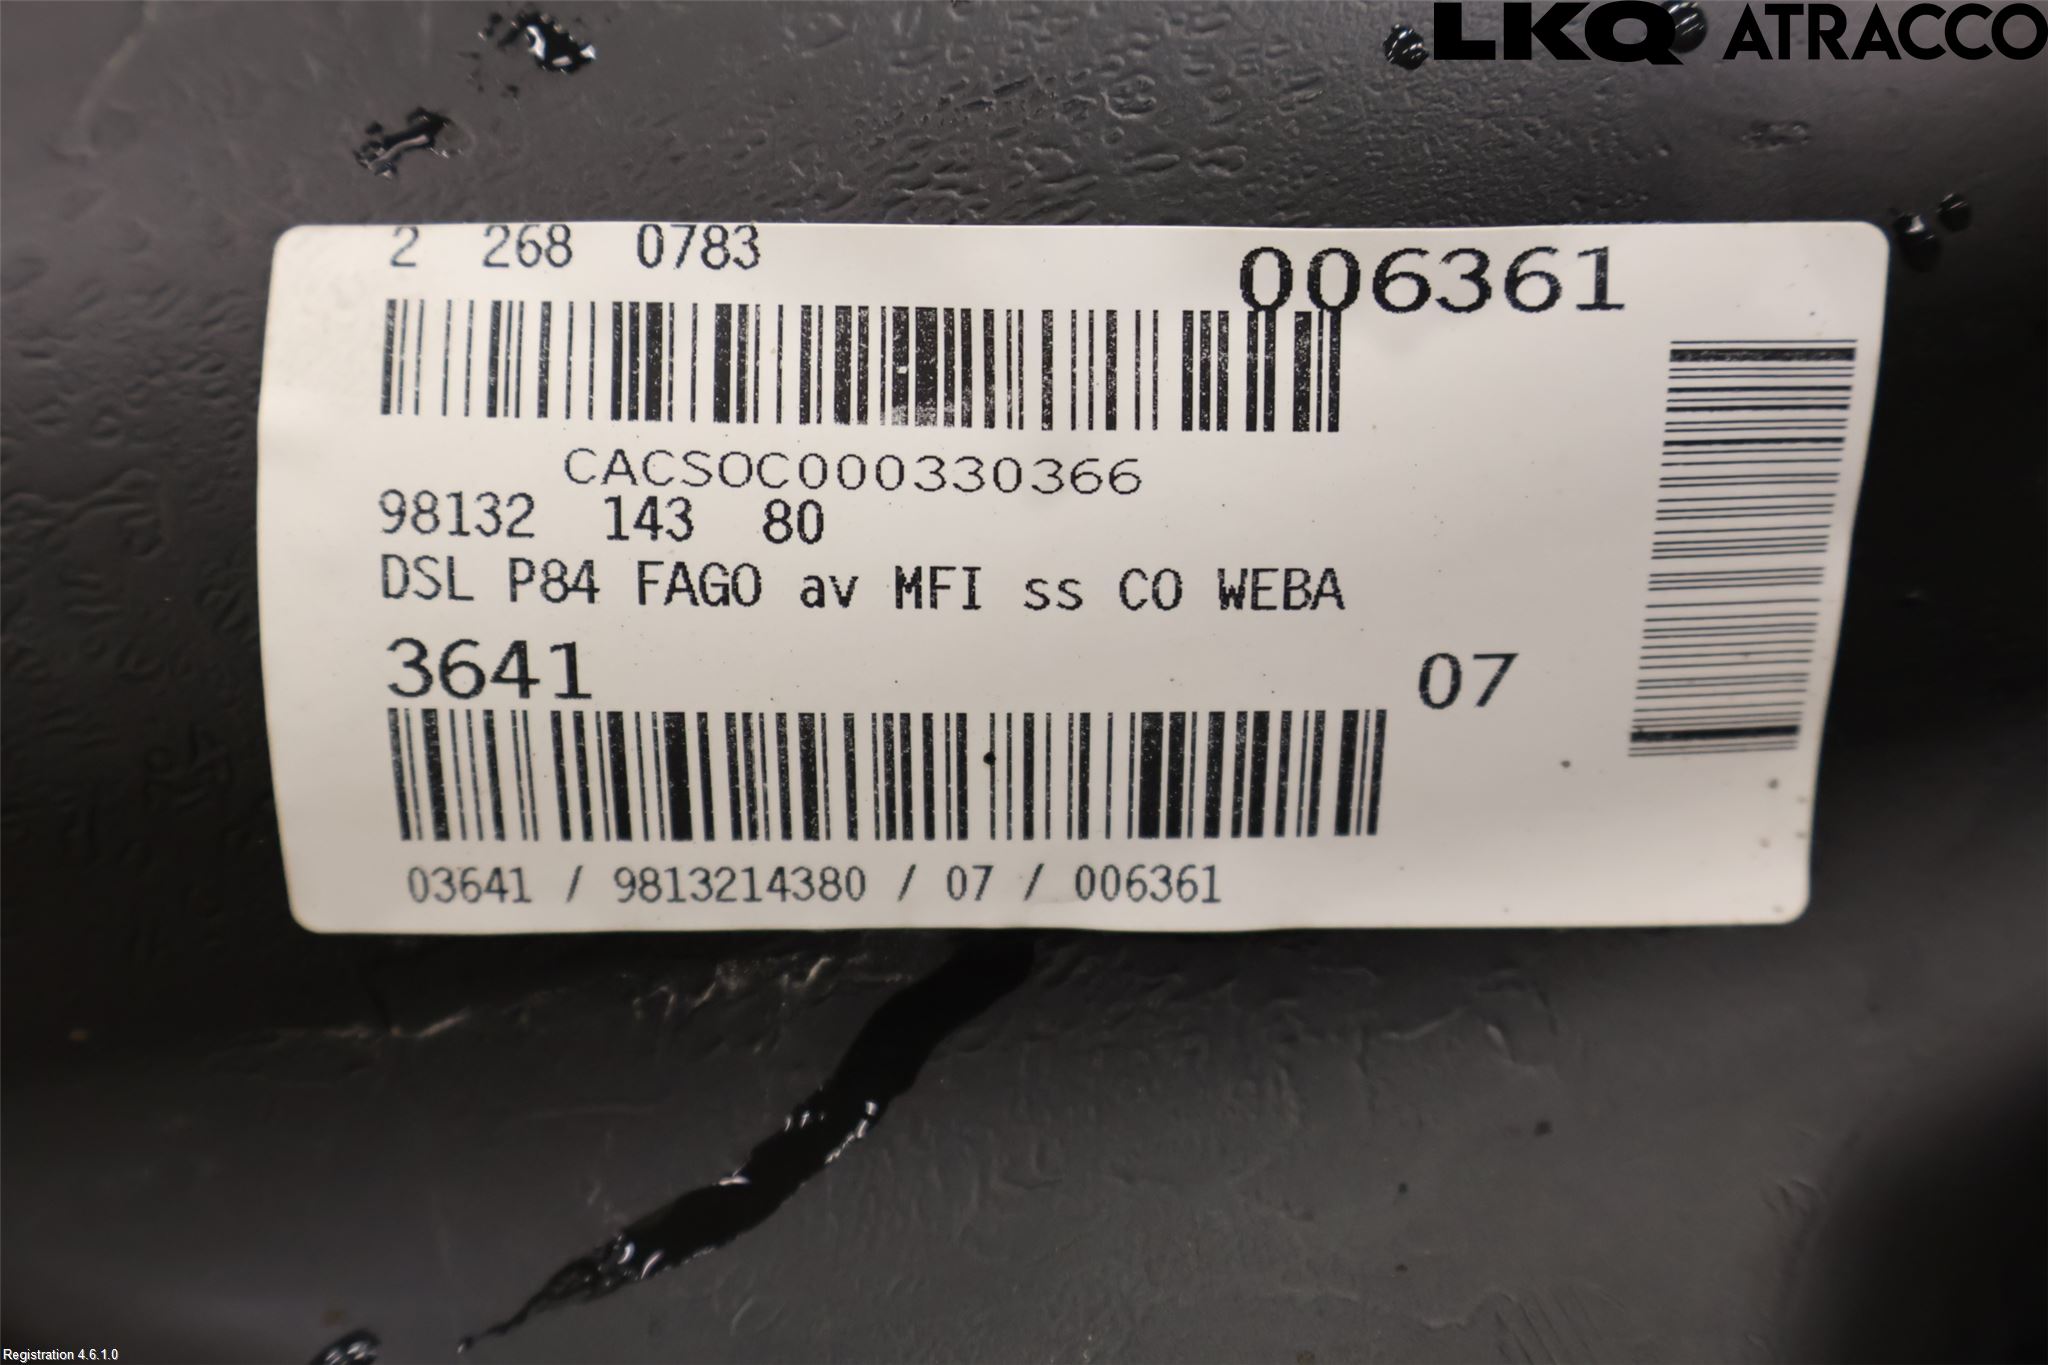 LKQ ATRACCO
2 268 0783
006361
CACSOC000330366
98132 143 80
DSL P84 FAGO av MFI ss CO WEBA
3641
07
03641 / 9813214380 / 07 / 006361
Registration 4.6.1.0